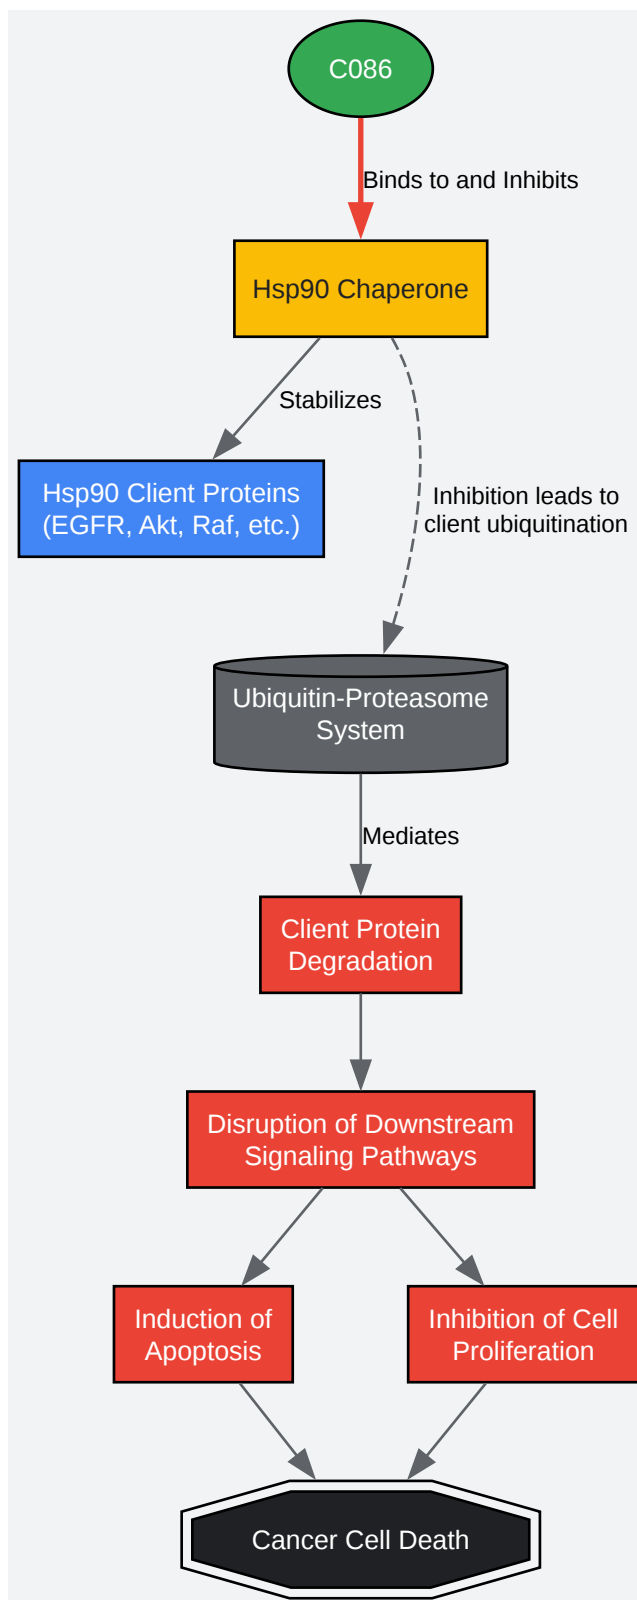 C086
Binds to and Inhibits
Hsp90 Chaperone
Stabilizes
Hsp90 Client Proteins
(EGFR, Akt, Raf, etc.)
Inhibition leads to
client ubiquitination
Ubiquitin-Proteasome
System
Mediates
Client Protein
Degradation
Disruption of Downstream
Signaling Pathways
Induction of
Apoptosis
Inhibition of Cell
Proliferation
Cancer Cell Death